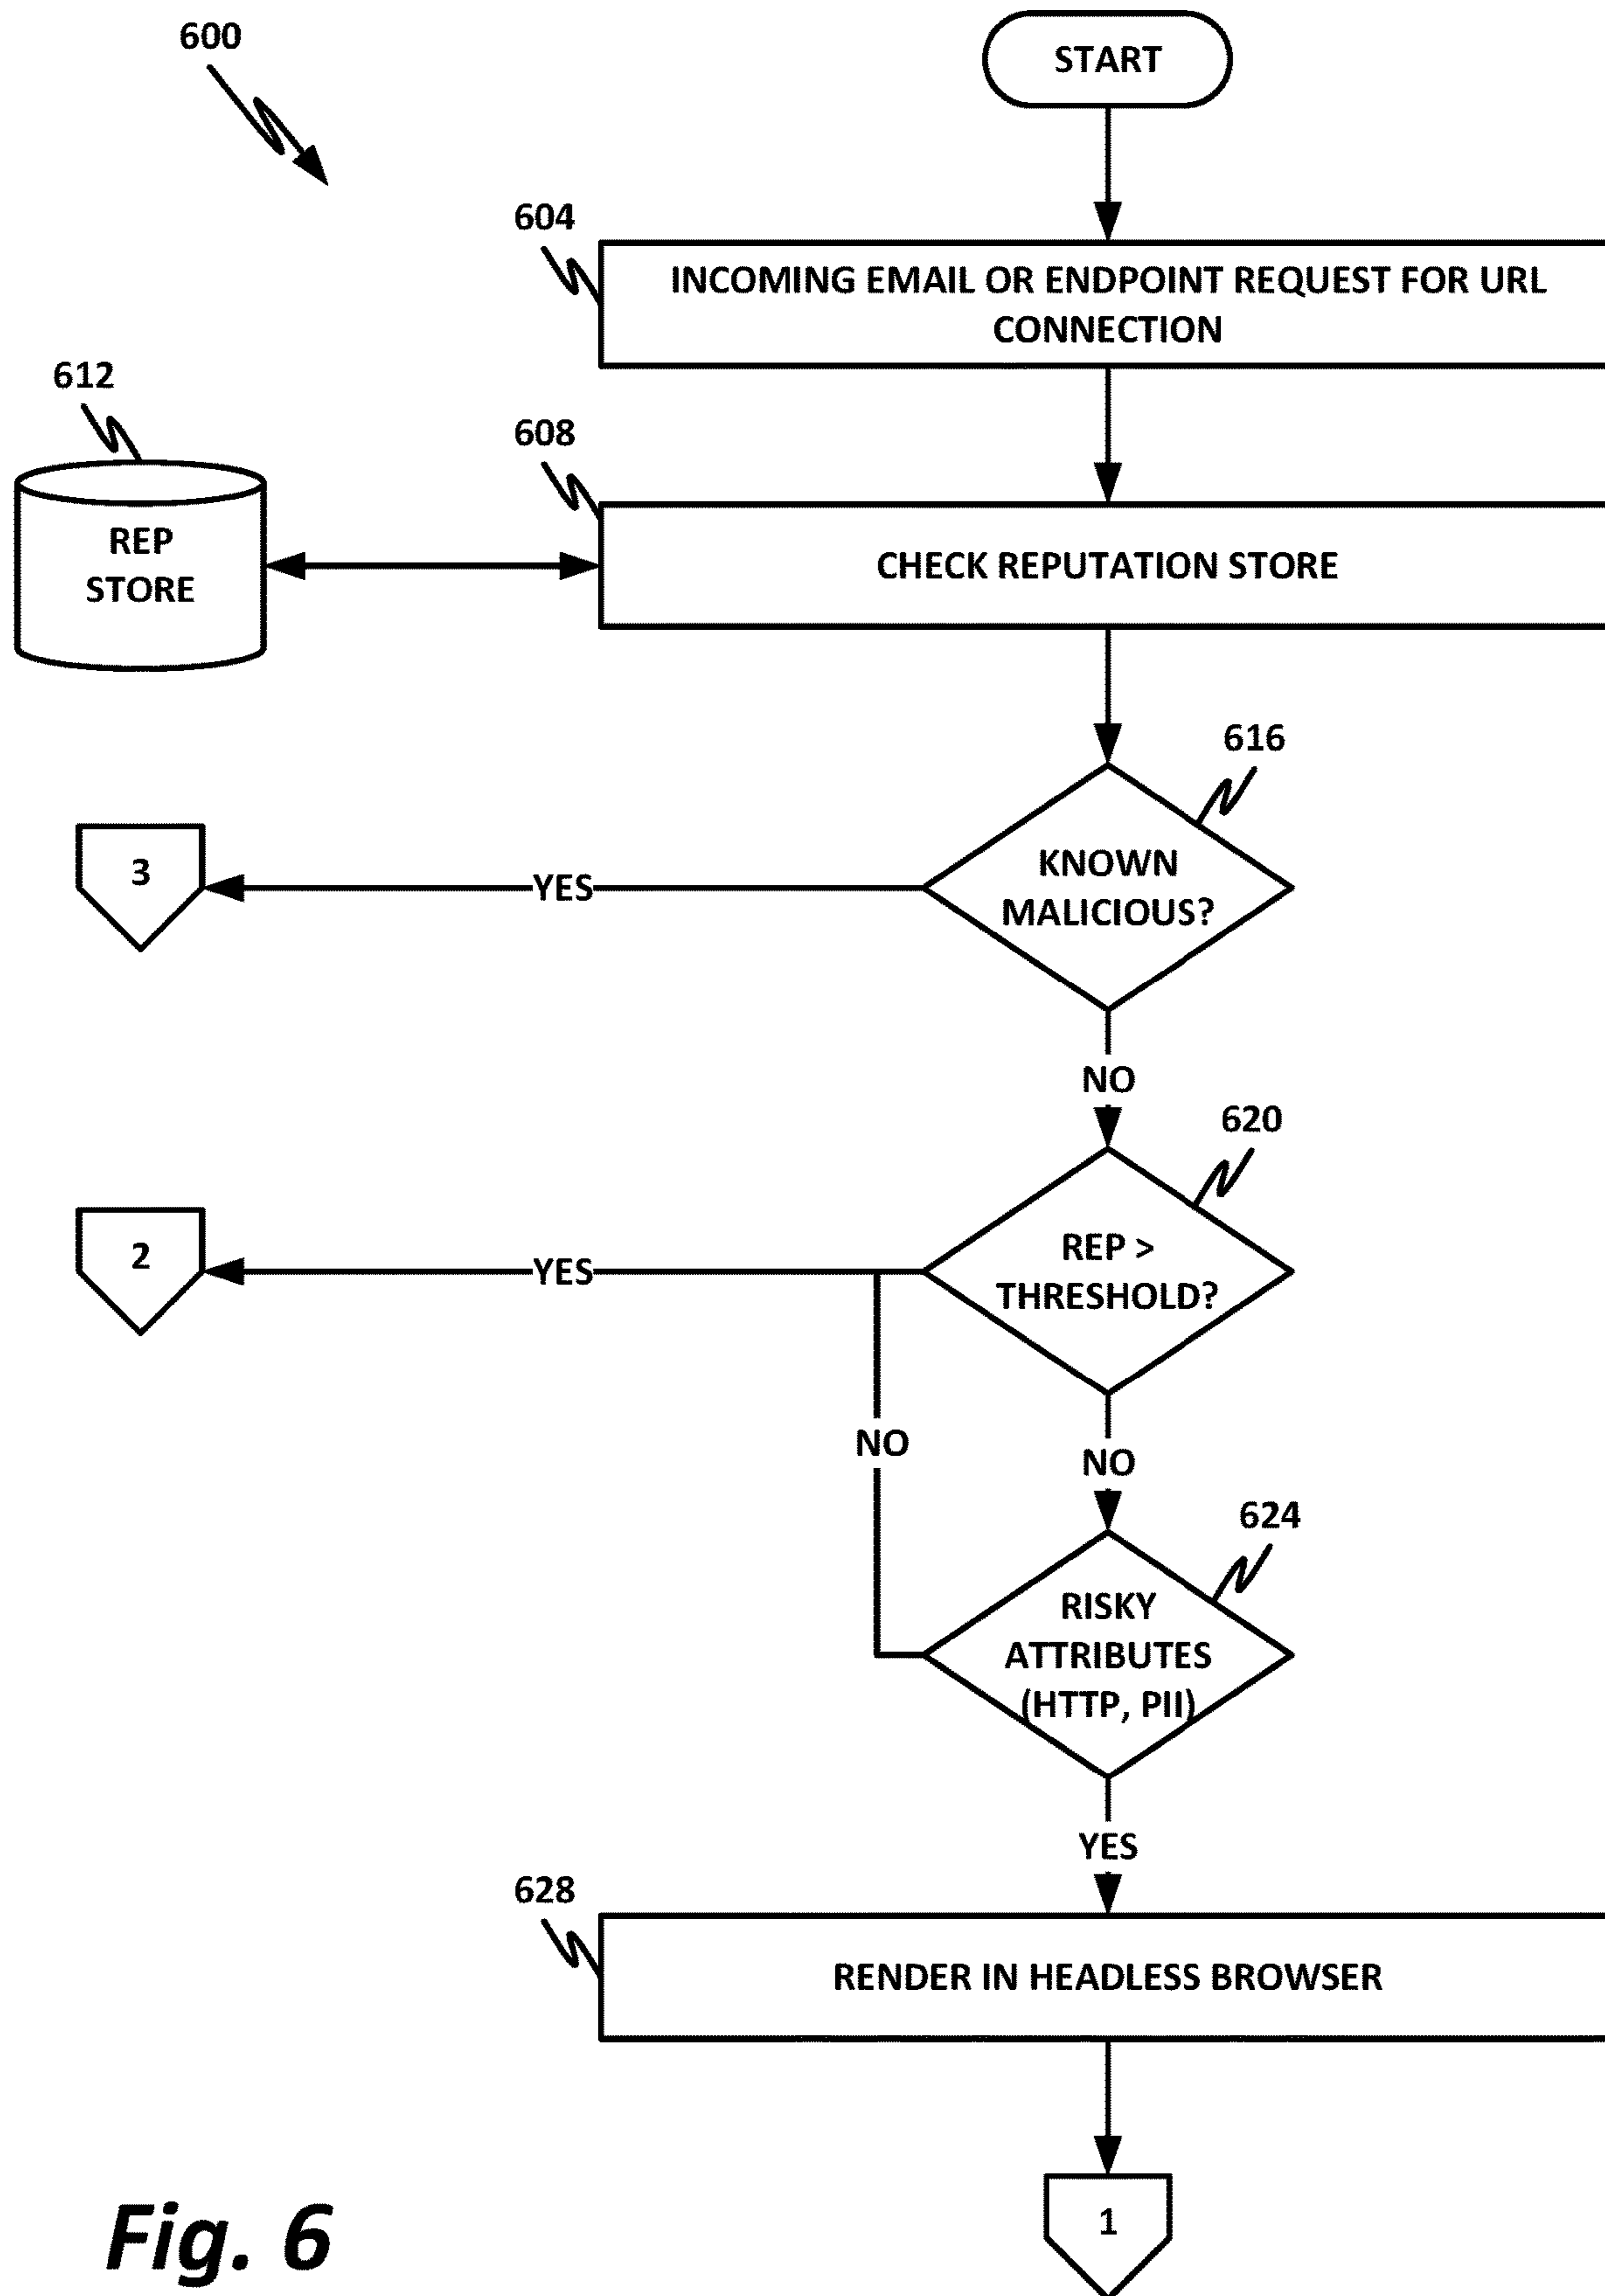 600
START
604
INCOMING EMAIL OR ENDPOINT REQUEST FOR URL
CONNECTION
612
608
REP
STORE
CHECK REPUTATION STORE
616
3
YES
KNOWN
MALICIOUS?
NO
620
2
YES
REP >
THRESHOLD?
NO
NO
624
RISKY
ATTRIBUTES
(HTTP, PII)
YES
628
RENDER IN HEADLESS BROWSER
1
Fig. 6